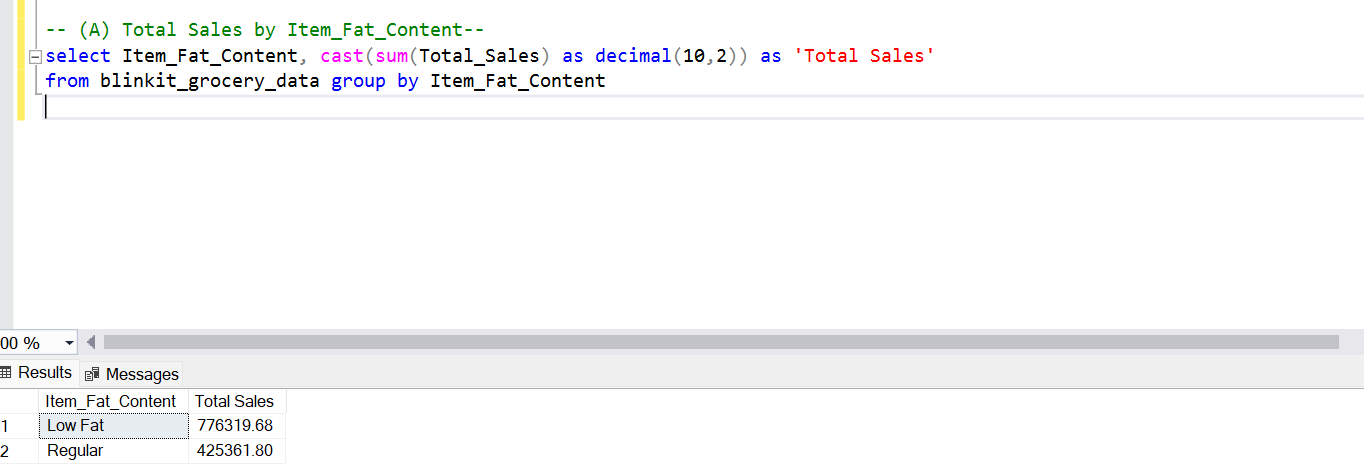 -- (A) Total Sales by Item_Fat_Content--
select Item_Fat_Content, cast(sum(Total_Sales) as decimal(10,2)) as 'Total Sales'
from blinkit_grocery_data group by Item_Fat_Content
00 %
Results Messages
Item_Fat_Content Total Sales
1 Low Fat 776319.68
2 Regular 425361.80